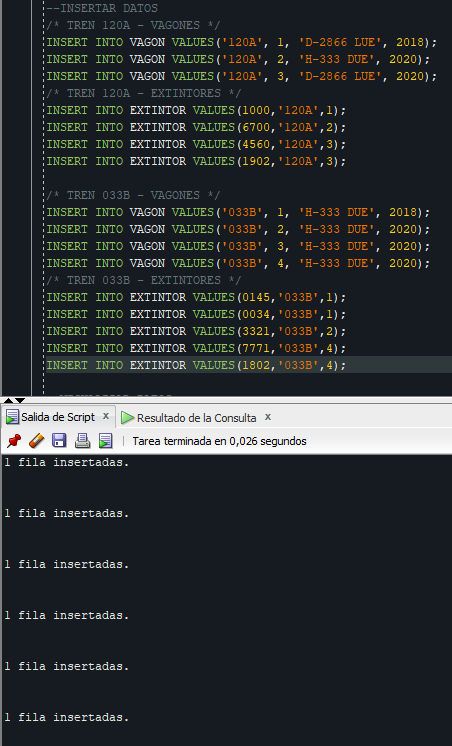 --INSERTAR DATOS
/* TREN 120A - VAGONES */
INSERT INTO VAGON VALUES('120A', 1, 'D-2866 LUE', 2018);
INSERT INTO VAGON VALUES('120A', 2, 'H-333 DUE', 2020);
INSERT INTO VAGON VALUES('120A', 3, 'D-2866 LUE', 2020);
/* TREN 120A - EXTINTORES */
INSERT INTO EXTINTOR VALUES(1000,'120A',1);
INSERT INTO EXTINTOR VALUES(6700,'120A',2);
INSERT INTO EXTINTOR VALUES(4560,'120A',3);
INSERT INTO EXTINTOR VALUES(1902,'120A',3);
/* TREN 033B - VAGONES */
INSERT INTO VAGON VALUES('033B', 1, 'H-333 DUE', 2018);
INSERT INTO VAGON VALUES('033B', 2, 'H-333 DUE', 2020);
INSERT INTO VAGON VALUES('033B', 3, 'H-333 DUE', 2020);
INSERT INTO VAGON VALUES('033B', 4, 'H-333 DUE', 2020);
/* TREN 033B - EXTINTORES */
INSERT INTO EXTINTOR VALUES(0145,'033B',1);
INSERT INTO EXTINTOR VALUES(0034,'033B',1);
INSERT INTO EXTINTOR VALUES(3321,'033B',2);
INSERT INTO EXTINTOR VALUES(7771,'033B',4);
INSERT INTO EXTINTOR VALUES(1802,'033B',4);
Salida de Script x Resultado de la Consulta x
Tarea terminada en 0,026 segundos
1 fila insertadas.
1 fila insertadas.
1 fila insertadas.
1 fila insertadas.
1 fila insertadas.
1 fila insertadas.